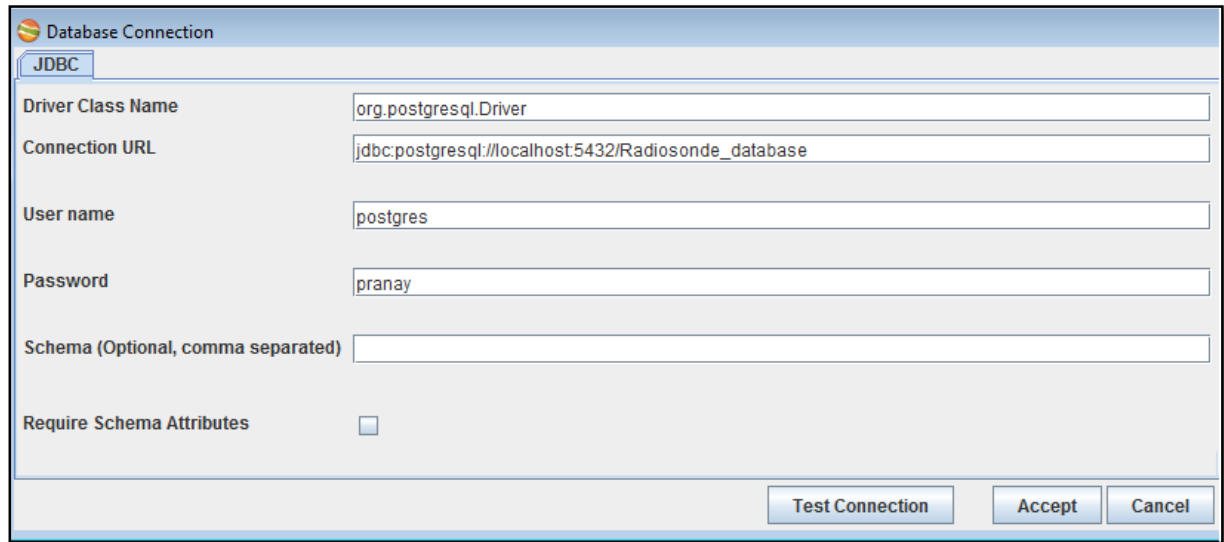 Database Connection
JDBC
Driver Class Name org.postgresql.Driver
Connection URL jdbc:postgresql://localhost:5432/Radiosonde_database
User name postgres
Password pranay
Schema (Optional, comma separated)
Require Schema Attributes
Test Connection Accept Cancel